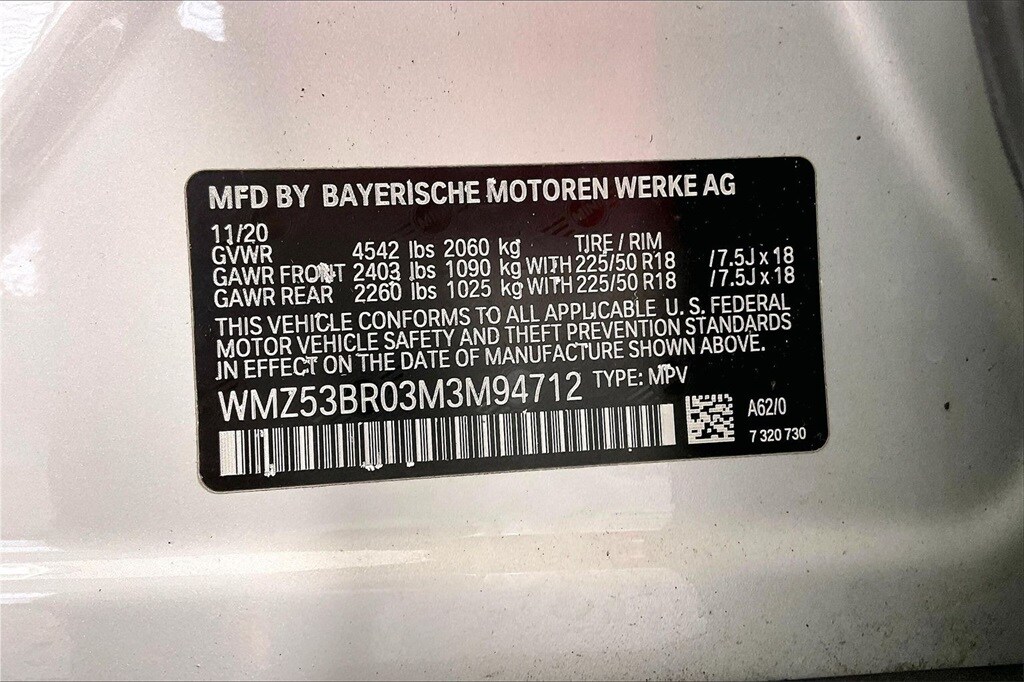 MFD BY BAYERISCHE MOTOREN WERKE AG
11/20 TIRE / RIM
GVWR 4542 lbs 2060 kg
GAWR FRONT 2403 lbs 1090 kg WITH 225/50 R18 /7.5J x 18
GAWR REAR 2260 lbs 1025 kg WITH 225/50 R18 /7.5J x 18
THIS VEHICLE CONFORMS TO ALL APPLICABLE U. S. FEDERAL
MOTOR VEHICLE SAFETY AND THEFT PREVENTION STANDARDS
IN EFFECT ON THE DATE OF MANUFACTURE SHOWN ABOVE.
WMZ53BR03M3M94712 TYPE: MPV
A62/0
7 320 730